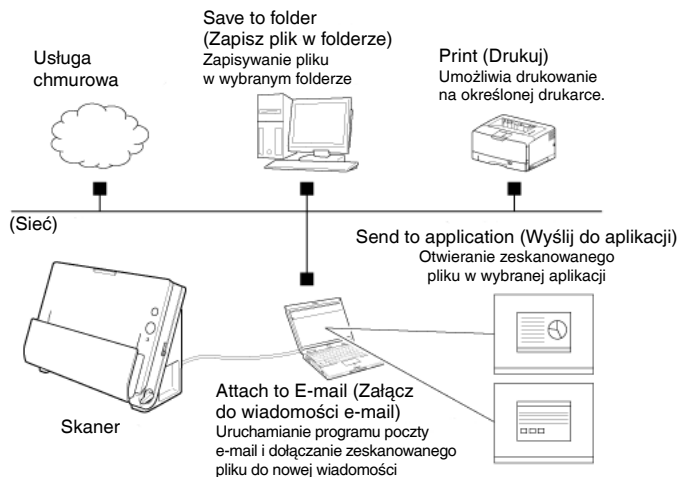 Usługa
chmurowa
Save to folder
(Zapisz plik w folderze)
Zapisywanie pliku
w wybranym folderze
Print (Drukuj)
Umożliwia drukowanie
na określonej drukarce.
(Sieć)
Send to application (Wyślij do aplikacji)
Otwieranie zeskanowanego
pliku w wybranej aplikacji
Skaner
Attach to E-mail (Załącz
do wiadomości e-mail)
Uruchamianie programu poczty
e-mail i dołączanie zeskanowanego
pliku do nowej wiadomości